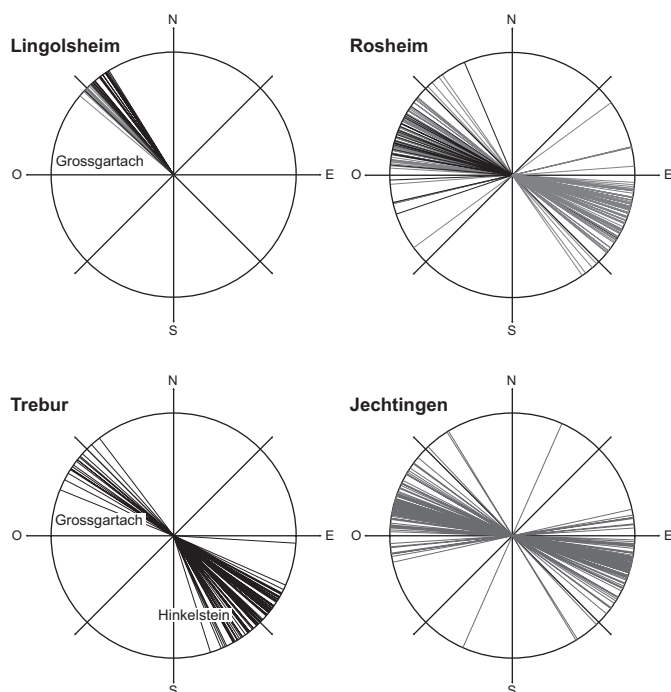 N
Lingolsheim
Grossgartach
O
E
S
N
Rosheim
O
E
S
N
Trebur
Grossgartach
O
E
Hinkelstein
S
N
Jechtingen
O
E
S